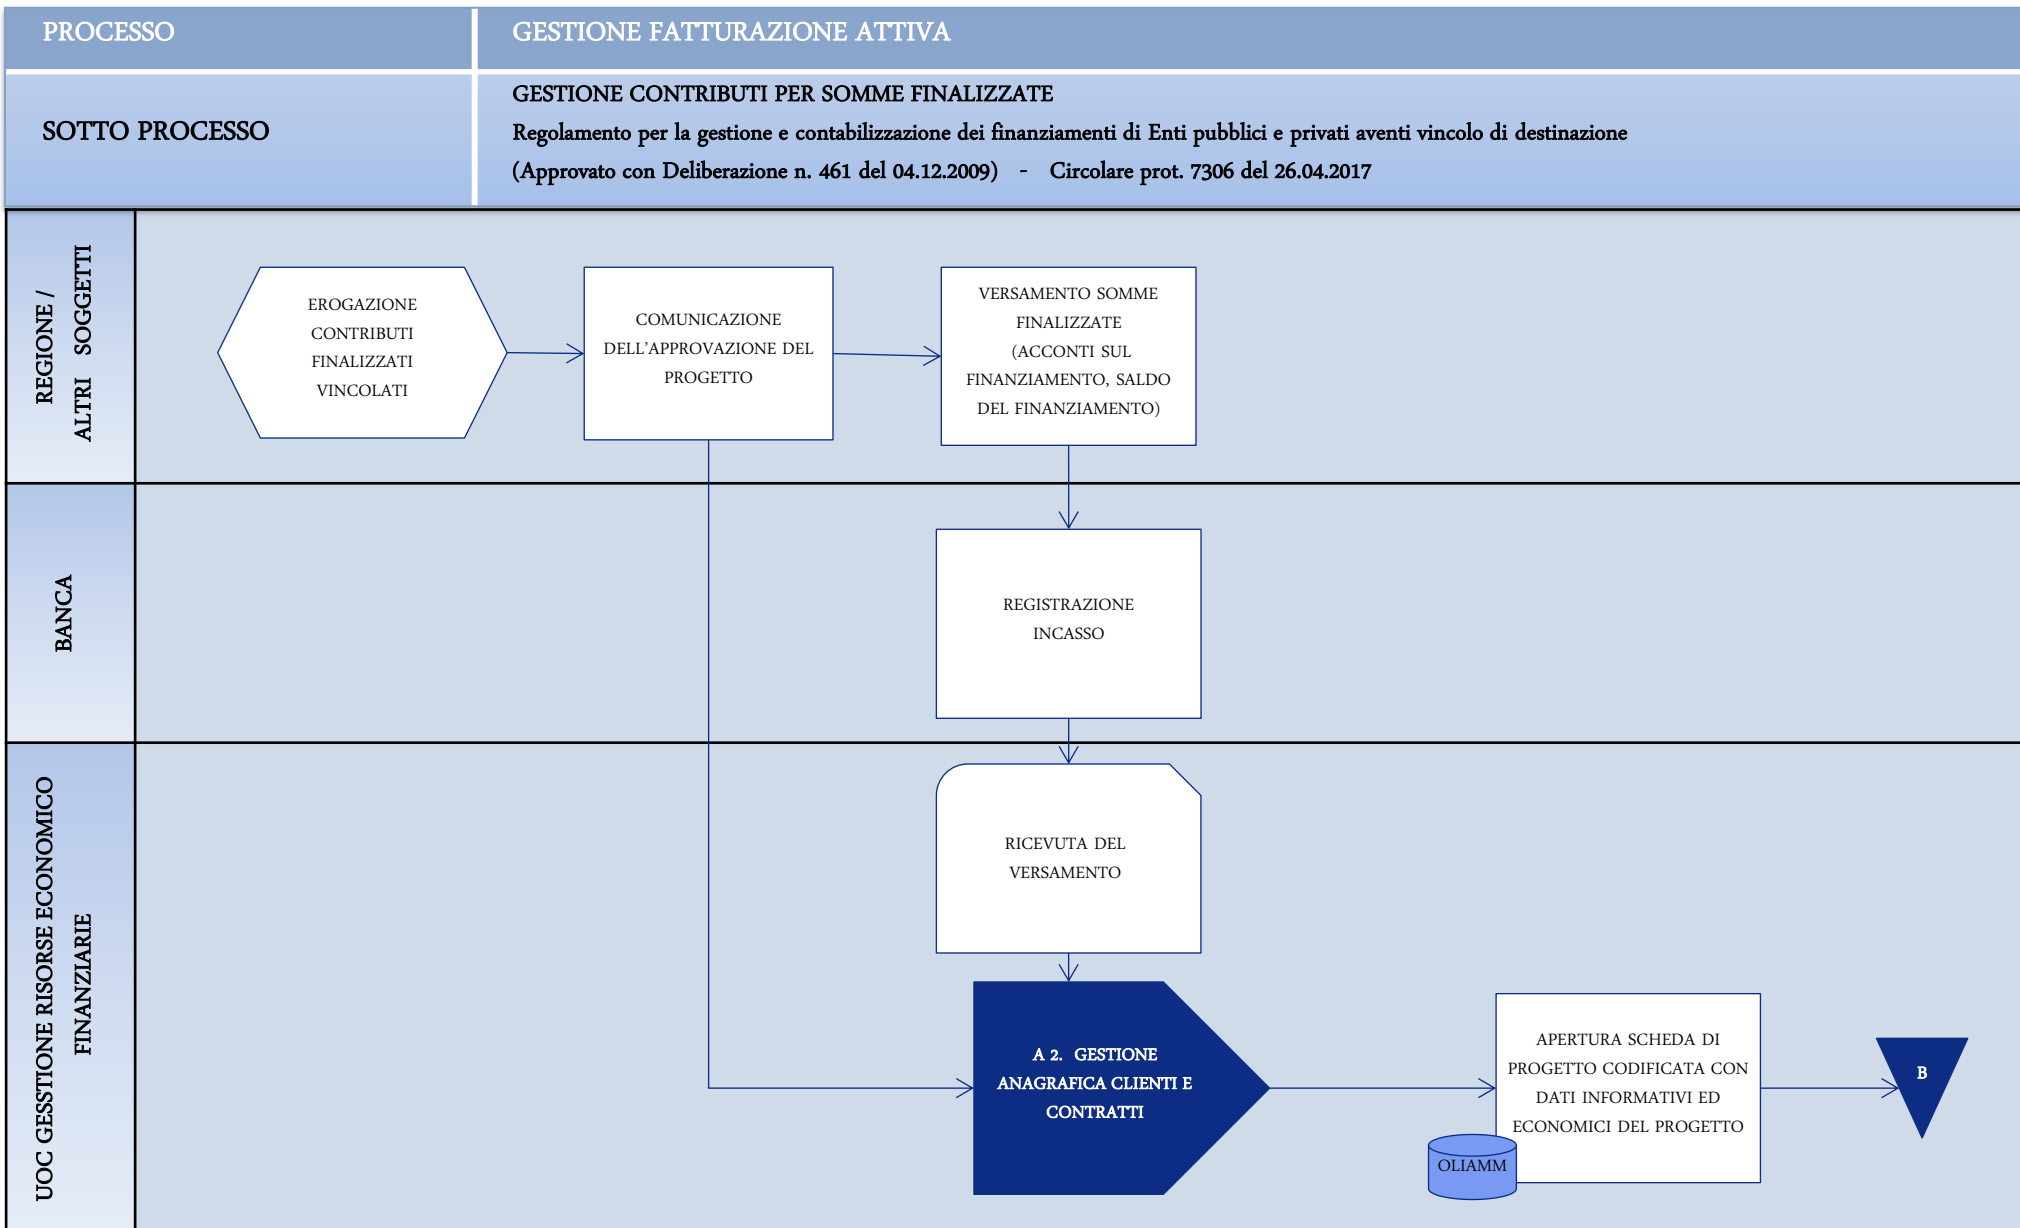 PROCESSO
GESTIONE FATTURAZIONE ATTIVA
SOTTO PROCESSO
GESTIONE CONTRIBUTI PER SOMME FINALIZZATE
Regolamento per la gestione e contabilizzazione dei finanziamenti di Enti pubblici e privati aventi vincolo di destinazione
(Approvato con Deliberazione n. 461 del 04.12.2009) - Circolare prot. 7306 del 26.04.2017
REGIONE /
ALTRI SOGGETTI
EROGAZIONE
CONTRIBUTI
FINALIZZATI
VINCOLATI
COMUNICAZIONE
DELL'APPROVAZIONE DEL
PROGETTO
VERSAMENTO SOMME
FINALIZZATE
(ACCONTI SUL
FINANZIAMENTO, SALDO
DEL FINANZIAMENTO)
BANCA
REGISTRAZIONE
INCASSO
UOC GESSTIONE RISORSE ECONOMICO
FINANZIARIE
RICEVUTA DEL
VERSAMENTO
A 2. GESTIONE
ANAGRAFICA CLIENTI E
CONTRATTI
APERTURA SCHEDA DI
PROGETTO CODIFICATA CON
DATI INFORMATIVI ED
ECONOMICI DEL PROGETTO
OLIAMM
B